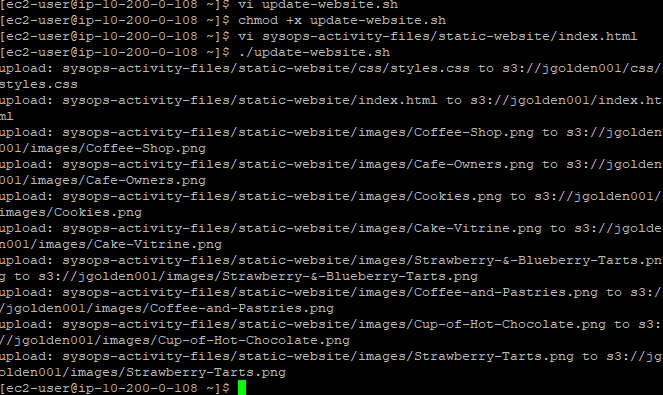 [ec2-user@ip-10-200-0-108 ~]$ vi update-website.sh
[ec2-user@ip-10-200-0-108 ~]$ chmod +x update-website.sh
[ec2-user@ip-10-200-0-108 ~]$ vi sysops-activity-files/static-website/index.html
[ec2-user@ip-10-200-0-108 ~]$ ./update-website.sh
upload: sysops-activity-files/static-website/css/styles.css to s3://jgolden001/css/
styles.css
upload: sysops-activity-files/static-website/index.html to s3://jgolden001/index.ht
ml
upload: sysops-activity-files/static-website/images/Coffee-Shop.png to s3://jgolden
001/images/Coffee-Shop.png
upload: sysops-activity-files/static-website/images/Cafe-Owners.png to s3://jgolden
001/images/Cafe-Owners.png
upload: sysops-activity-files/static-website/images/Cookies.png to s3://jgolden001/
images/Cookies.png
upload: sysops-activity-files/static-website/images/Cake-Vitrine.png to s3://jgolde
n001/images/Cake-Vitrine.png
upload: sysops-activity-files/static-website/images/Strawberry-&-Blueberry-Tarts.pn
g to s3://jgolden001/images/Strawberry-&-Blueberry-Tarts.png
upload: sysops-activity-files/static-website/images/Coffee-and-Pastries.png to s3:/
/jgolden001/images/Coffee-and-Pastries.png
upload: sysops-activity-files/static-website/images/Cup-of-Hot-Chocolate.png to s3:
//jgolden001/images/Cup-of-Hot-Chocolate.png
upload: sysops-activity-files/static-website/images/Strawberry-Tarts.png to s3://jg
olden001/images/Strawberry-Tarts.png
[ec2-user@ip-10-200-0-108 ~]$